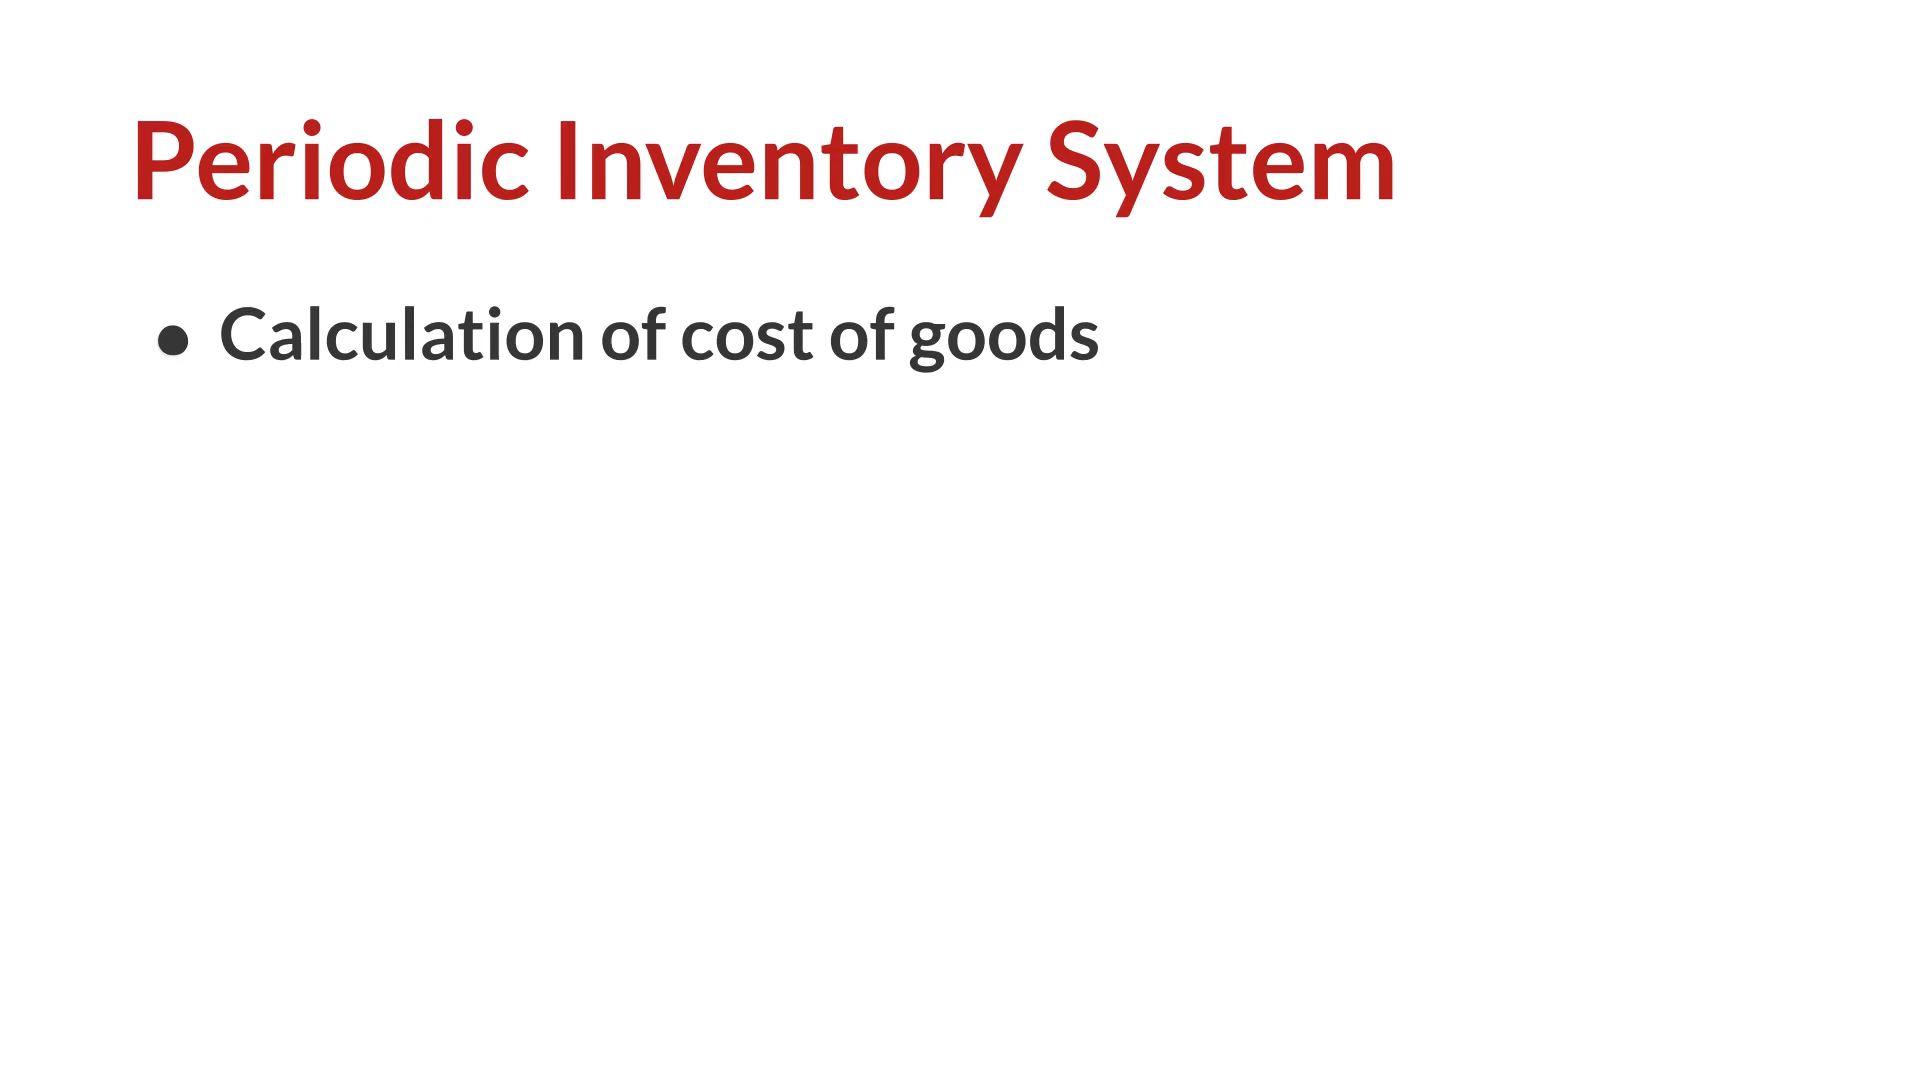 Periodic Inventory System
● Calculation of cost of goods